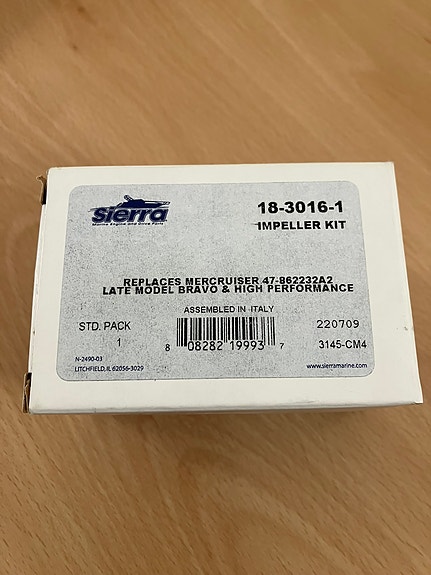 sierra
Marine Engine and Drive Parts
18-3016-1
IMPELLER KIT
REPLACES MERCRUISER 47-862232A2
LATE MODEL BRAVO & HIGH PERFORMANCE
ASSEMBLED IN ITALY
STD. PACK
1
8 08282 19993 7
220709
3145-CM4
N-2490-03
LITCHFIELD, IL 62056-3029
www.sierramarine.com